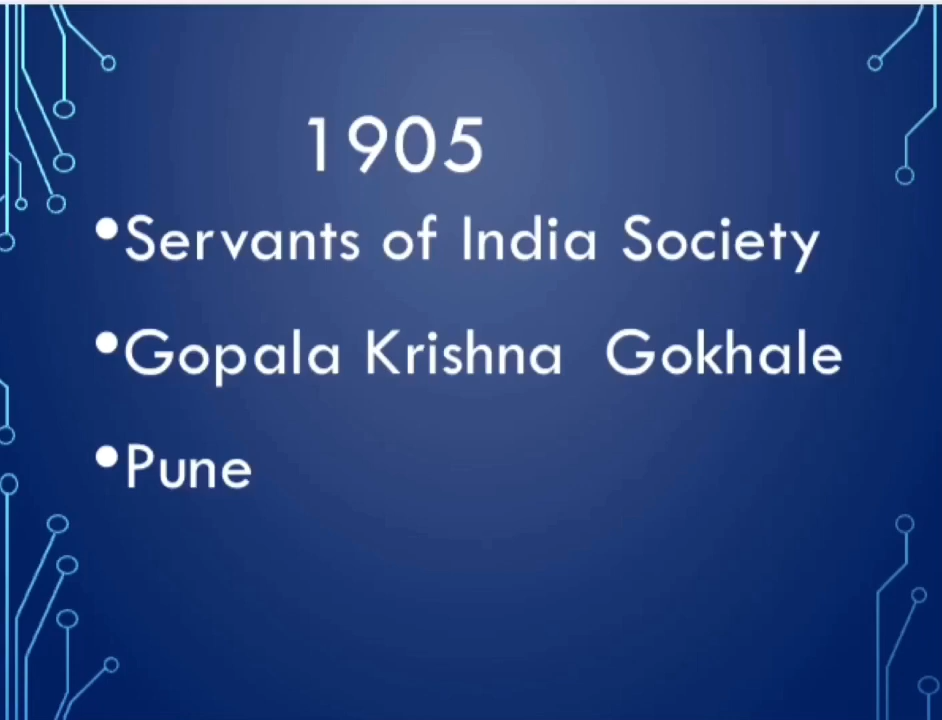 1905
•Servants of India Society
•Gopala Krishna Gokhale
•Pune